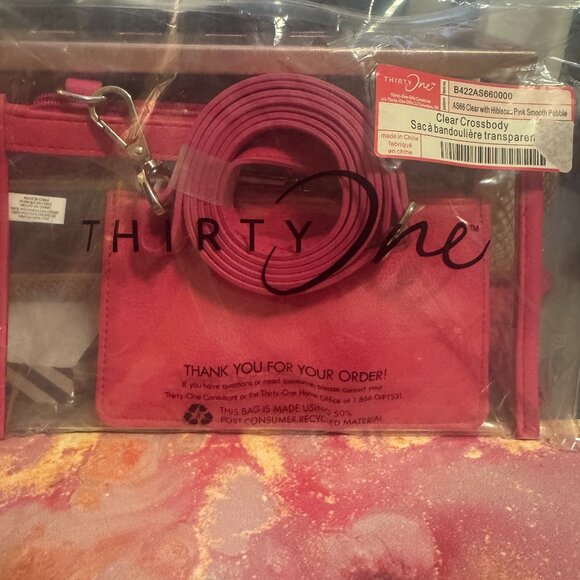 THIRTY One
B422AS660000
AS66 Clear with Hibiscus Pink Smooth Pebble
Clear Crossbody
Sac à bandoulière transparent
made in China
fabriqué
en chine
THIRTY One™
THANK YOU FOR YOUR ORDER!
If you have questions or need assistance, please contact your
Thirty-One Consultant or the Thirty-One Home Office at 1.866.GIFTS31.
THIS BAG IS MADE USING 50%
POST CONSUMER RECYCLED MATERIAL